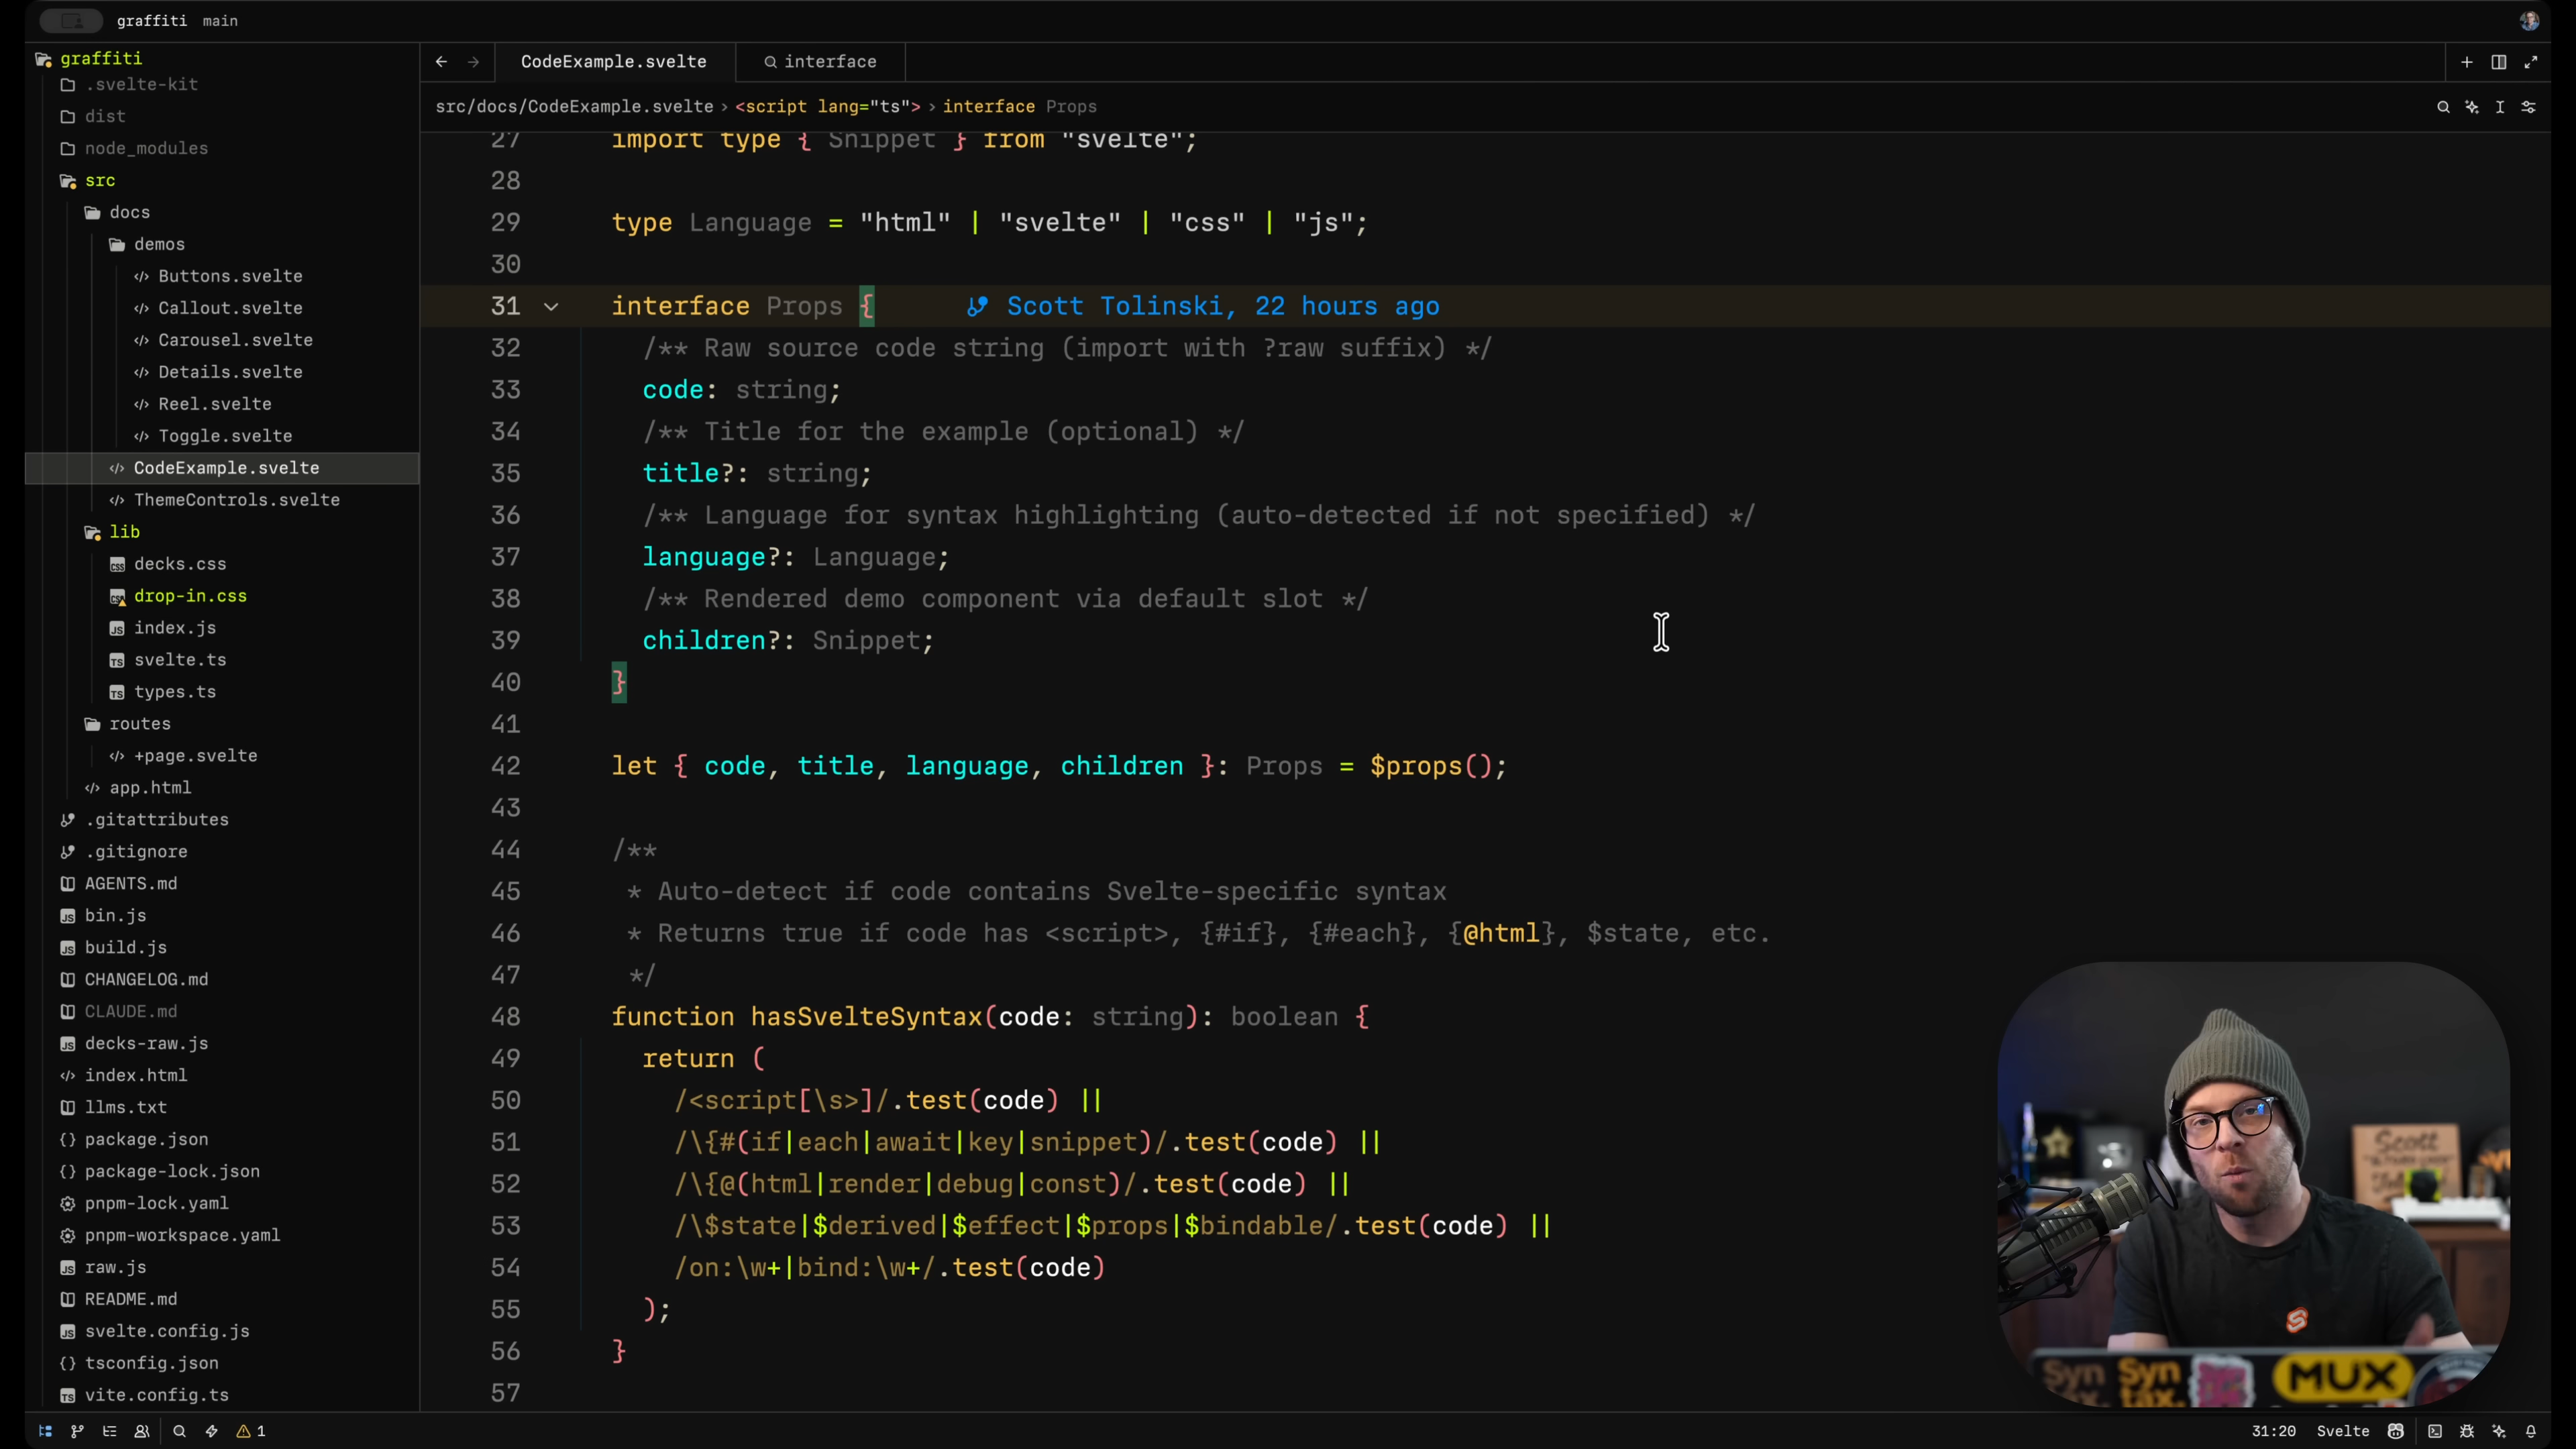 graffiti main
graffiti
.svelte-kit
dist
node_modules
src
docs
demos
Buttons.svelte
Callout.svelte
Carousel.svelte
Details.svelte
Reel.svelte
Toggle.svelte
CodeExample.svelte
ThemeControls.svelte
lib
decks.css
drop-in.css
index.js
svelte.ts
types.ts
routes
+page.svelte
app.html
.gitattributes
.gitignore
AGENTS.md
bin.js
build.js
CHANGELOG.md
CLAUDE.md
decks-raw.js
index.html
llms.txt
package.json
package-lock.json
pnpm-lock.yaml
pnpm-workspace.yaml
raw.js
README.md
svelte.config.js
tsconfig.json
vite.config.ts
CodeExample.svelte interface
src/docs/CodeExample.svelte › <script lang="ts"> › interface Props
27 import type { Snippet } from "svelte";
28
29 type Language = "html" | "svelte" | "css" | "js";
30
31 interface Props { Scott Tolinski, 22 hours ago
32 /** Raw source code string (import with ?raw suffix) */
33 code: string;
34 /** Title for the example (optional) */
35 title?: string;
36 /** Language for syntax highlighting (auto-detected if not specified) */
37 language?: Language;
38 /** Rendered demo component via default slot */
39 children?: Snippet;
40 }
41
42 let { code, title, language, children }: Props = $props();
43
44 /**
45 * Auto-detect if code contains Svelte-specific syntax
46 * Returns true if code has <script>, {#if}, {#each}, {@html}, $state, etc.
47 */
48 function hasSvelteSyntax(code: string): boolean {
49 return (
50 /<script[\s>]/.test(code) ||
51 /\{#(if|each|await|key|snippet)/.test(code) ||
52 /\{@(html|render|debug|const)/.test(code) ||
53 /\$state|$derived|$effect|$props|$bindable/.test(code) ||
54 /on:\w+|bind:\w+/.test(code)
55 );
56 }
57
Scott
Syn
tax.
Syn
tax.
MUX
1
31:20 Svelte